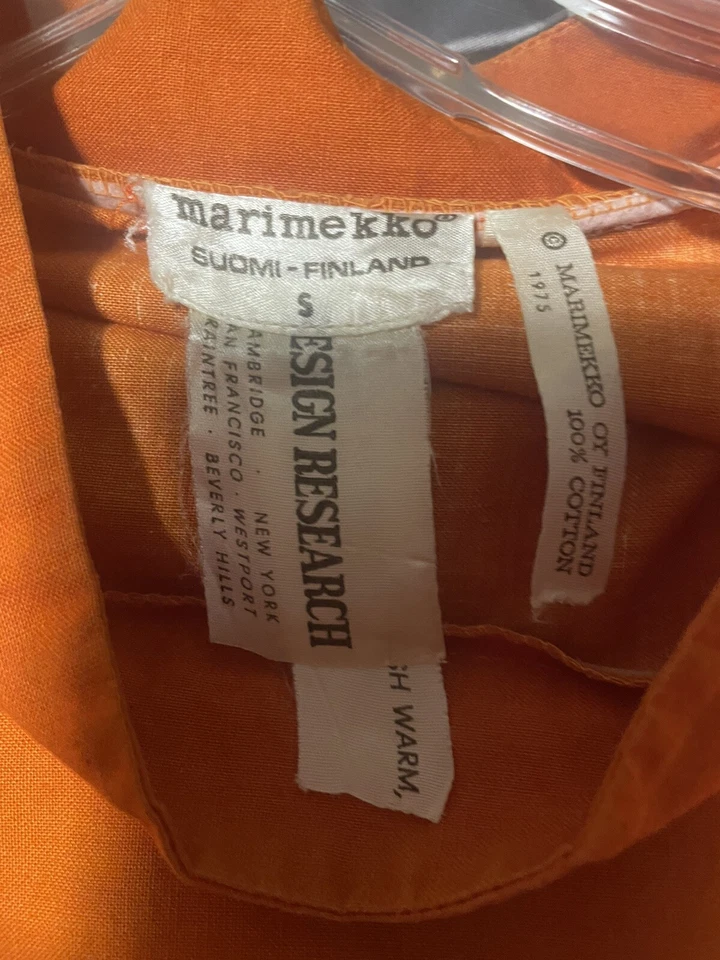 marimekko®
SUOMI-FINLAND
S
ESIGN RESEARCH
AMBRIDGE · NEW YORK
AN FRANCISCO · WESTPORT
RAINTREE · BEVERLY HILLS
H WARM,
© MARIMEKKO OY FINLAND
1975 100% COTTON